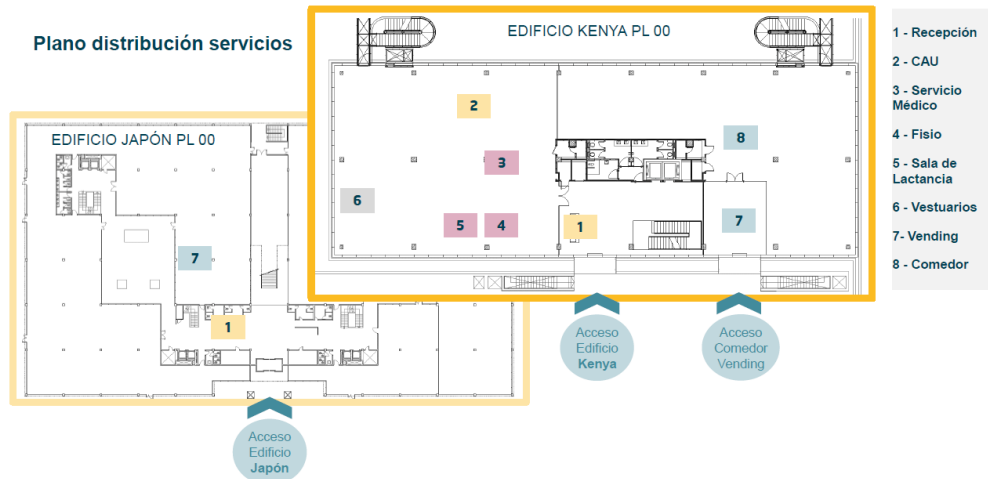 Plano distribución servicios
EDIFICIO KENYA PL 00
2
3
8
6
5
4
1
7
EDIFICIO JAPÓN PL 00
7
1
Acceso
Edificio
Kenya
Acceso
Comedor
Vending
Acceso
Edificio
Japón
1 - Recepción
2 - CAU
3 - Servicio
Médico
4 - Fisio
5 - Sala de
Lactancia
6 - Vestuarios
7- Vending
8 - Comedor